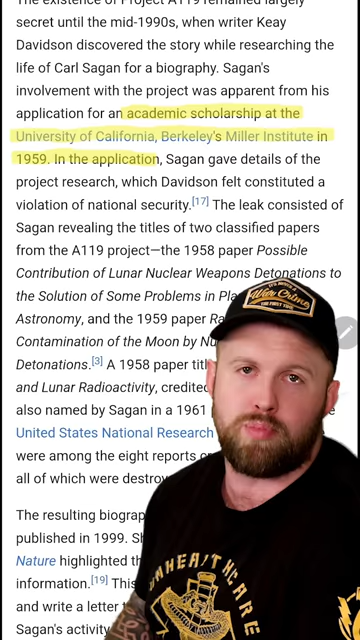 The existence of Project A119 remained largely
secret until the mid-1990s, when writer Keay
Davidson discovered the story while researching the
life of Carl Sagan for a biography. Sagan's
involvement with the project was apparent from his
application for an academic scholarship at the
University of California, Berkeley's Miller Institute in
1959. In the application, Sagan gave details of the
project research, which Davidson felt constituted a
violation of national security.[17] The leak consisted of
Sagan revealing the titles of two classified papers
from the A119 project—the 1958 paper Possible
Contribution of Lunar Nuclear Weapons Detonations to
the Solution of Some Problems in
Astronomy, and the 1959 paper
Contamination of the Moon by
Detonations.[3] A 1958 paper
and Lunar Radioactivity, credited
also named by Sagan in a 1961
United States National Research
were among the eight reports
all of which were
The resulting
published in 1999.
Nature highlighted
information.[19] This
and write a letter
Sagan's activity
War Crime
THE FIRST TIME
HEALTHCARE